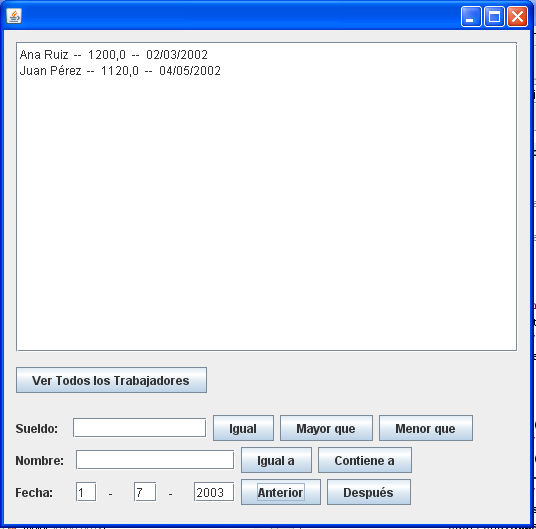 Ana Ruiz -- 1200,0 -- 02/03/2002
Juan Pérez -- 1120,0 -- 04/05/2002
Ver Todos los Trabajadores
Sueldo: Igual Mayor que Menor que
Nombre: Igual a Contiene a
Fecha: 1 - 7 - 2003 Anterior Después